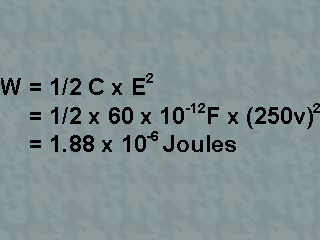 W = 1/2 C x E²
= 1/2 x 60 x 10⁻¹²F x (250v)²
= 1.88 x 10⁻⁶ Joules